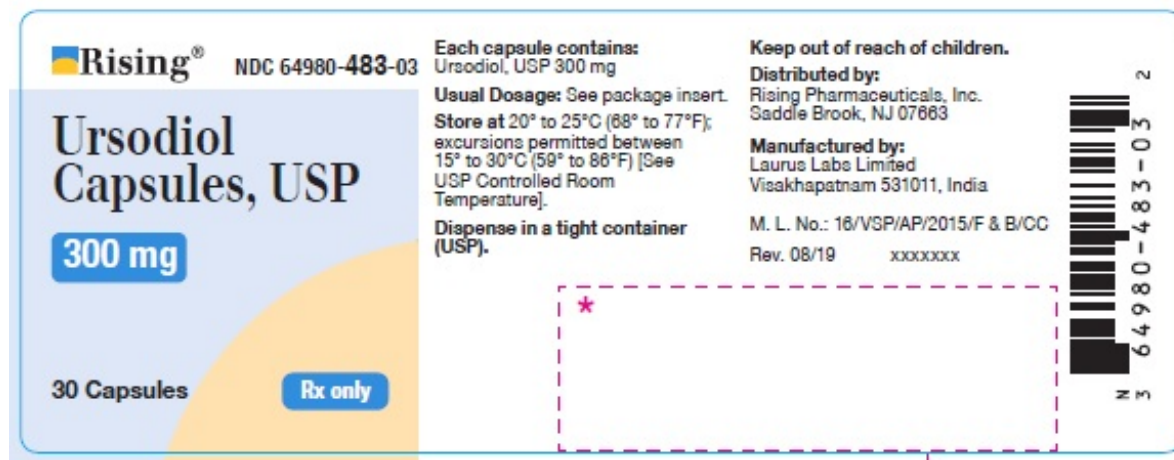 Rising®
NDC 64980-483-03
Ursodiol
Capsules, USP
300 mg
30 Capsules
Rx only
Each capsule contains:
Ursodiol, USP 300 mg
Usual Dosage: See package insert.
Store at 20° to 25°C (68° to 77°F);
excursions permitted between
15° to 30°C (59° to 86°F) [See
USP Controlled Room
Temperature].
Dispense in a tight container
(USP).
Keep out of reach of children.
Distributed by:
Rising Pharmaceuticals, Inc.
Saddle Brook, NJ 07663
Manufactured by:
Laurus Labs Limited
Visakhapatnam 531011, India
M. L. No.: 16/VSP/AP/2015/F & B/CC
Rev. 08/19 xxxxxxx
*
N
3 64980-483-03 2